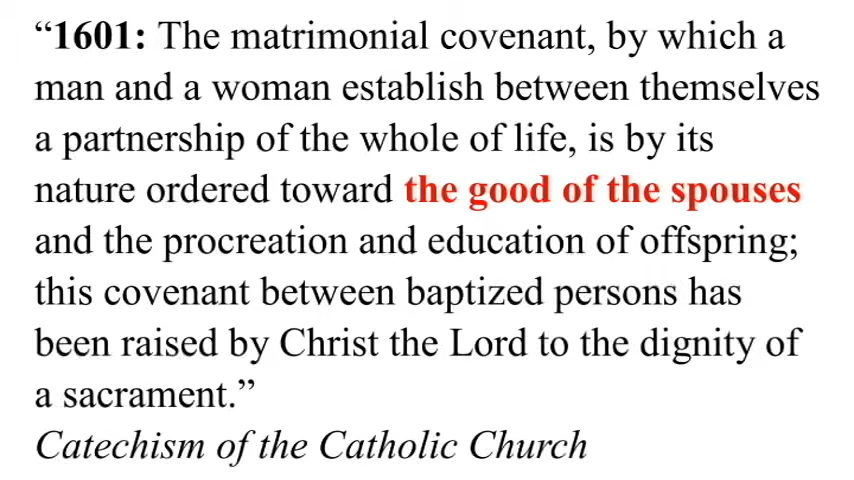 “1601: The matrimonial covenant, by which a
man and a woman establish between themselves
a partnership of the whole of life, is by its
nature ordered toward the good of the spouses
and the procreation and education of offspring;
this covenant between baptized persons has
been raised by Christ the Lord to the dignity of
a sacrament.”
Catechism of the Catholic Church